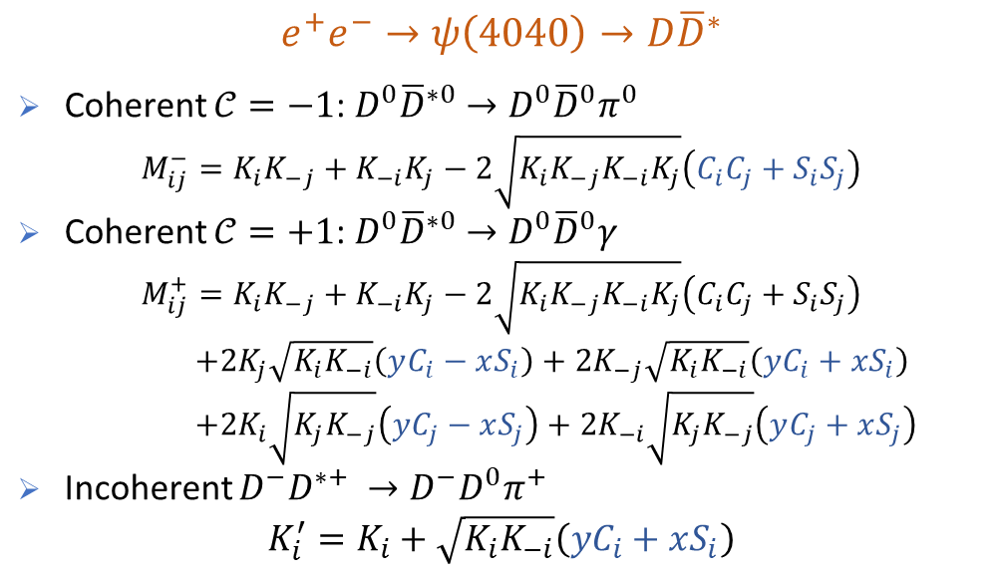 e⁺e⁻ → ψ(4040) → DD̅*
➢ Coherent 𝒞 = −1: D⁰D̅*⁰ → D⁰D̅⁰π⁰
M⁻ᵢⱼ = KᵢK₋ⱼ + K₋ᵢKⱼ − 2√(KᵢK₋ⱼK₋ᵢKⱼ)(CᵢCⱼ + SᵢSⱼ)
➢ Coherent 𝒞 = +1: D⁰D̅*⁰ → D⁰D̅⁰γ
M⁺ᵢⱼ = KᵢK₋ⱼ + K₋ᵢKⱼ − 2√(KᵢK₋ⱼK₋ᵢKⱼ)(CᵢCⱼ + SᵢSⱼ)
+2Kⱼ√(KᵢK₋ᵢ)(yCᵢ − xSᵢ) + 2K₋ⱼ√(KᵢK₋ᵢ)(yCᵢ + xSᵢ)
+2Kᵢ√(KⱼK₋ⱼ)(yCⱼ − xSⱼ) + 2K₋ᵢ√(KⱼK₋ⱼ)(yCⱼ + xSⱼ)
➢ Incoherent D⁻D*⁺ → D⁻D⁰π⁺
K′ᵢ = Kᵢ + √(KᵢK₋ᵢ)(yCᵢ + xSᵢ)